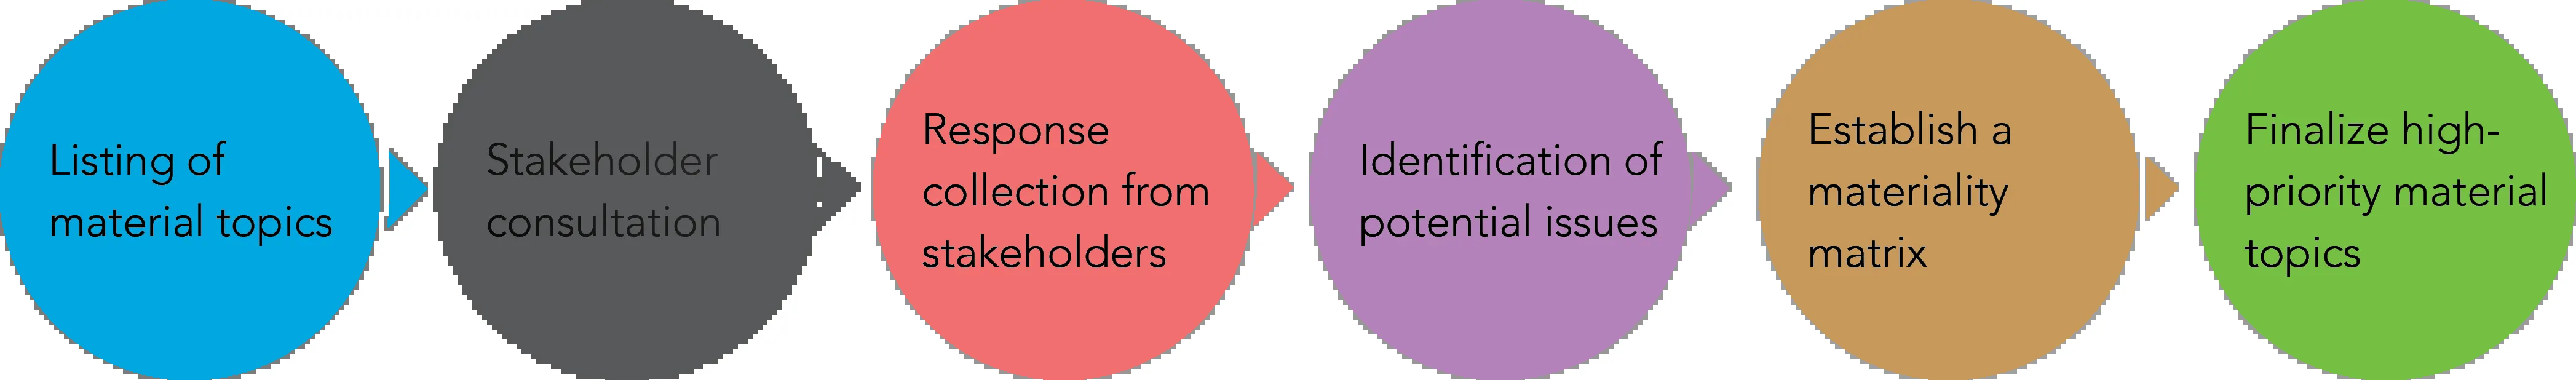 Listing of
material topics
Stakeholder
consultation
Response
collection from
stakeholders
Identification of
potential issues
Establish a
materiality
matrix
Finalize high-
priority material
topics